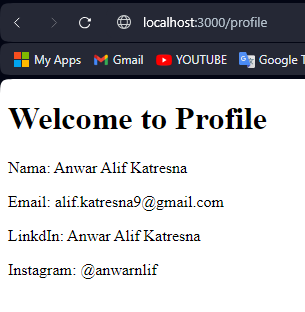 localhost:3000/profile
My Apps Gmail YOUTUBE Google T
Welcome to Profile
Nama: Anwar Alif Katresna
Email: alif.katresna9@gmail.com
LinkdIn: Anwar Alif Katresna
Instagram: @anwarnlif